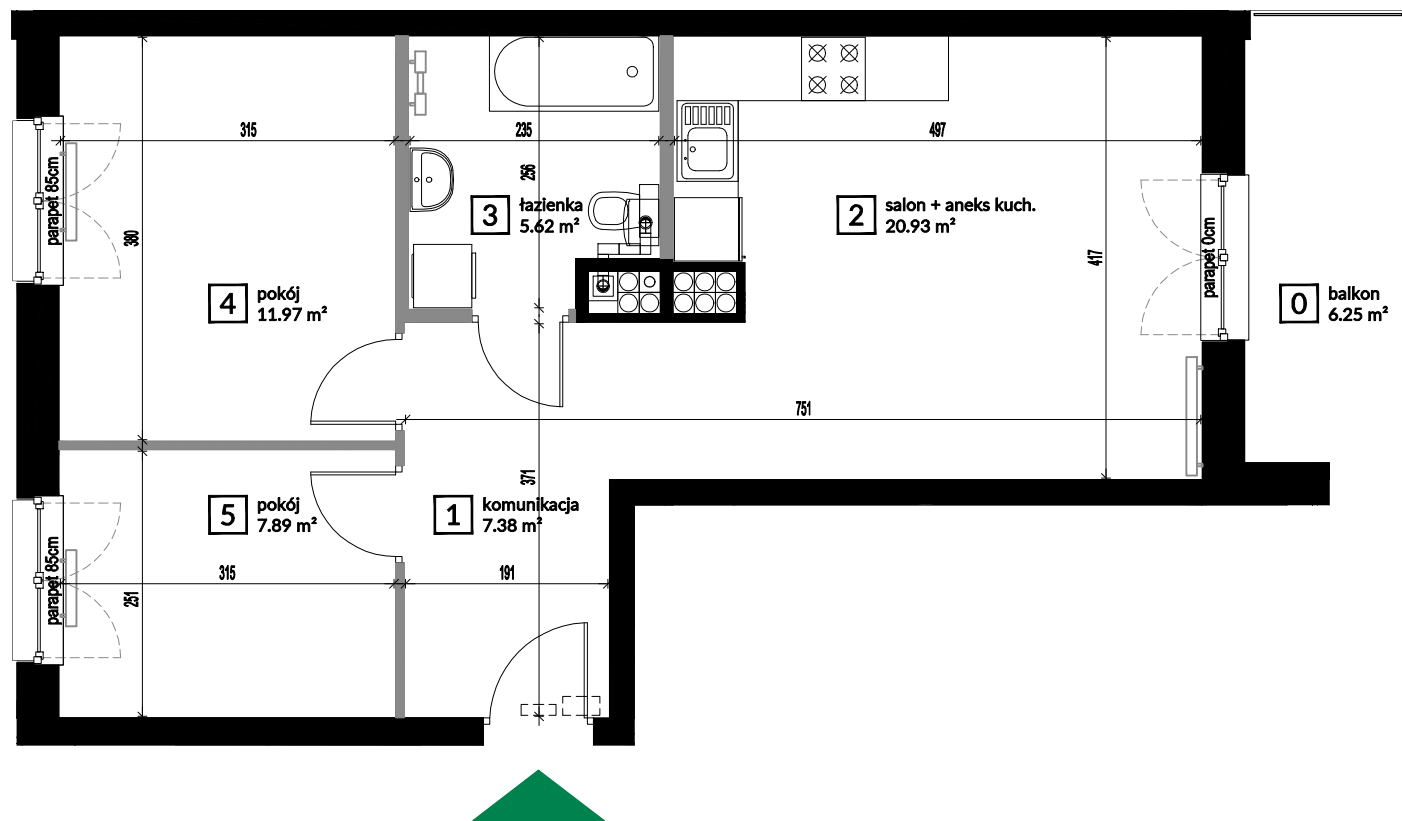 315
235
497
256
parapet 85cm
380
3
łazienka
5.62 m²
2
salon + aneks kuch.
20.93 m²
417
parapet 0cm
4
pokój
11.97 m²
0
balkon
6.25 m²
751
371
5
pokój
7.89 m²
1
komunikacja
7.38 m²
parapet 85cm
315
191
251